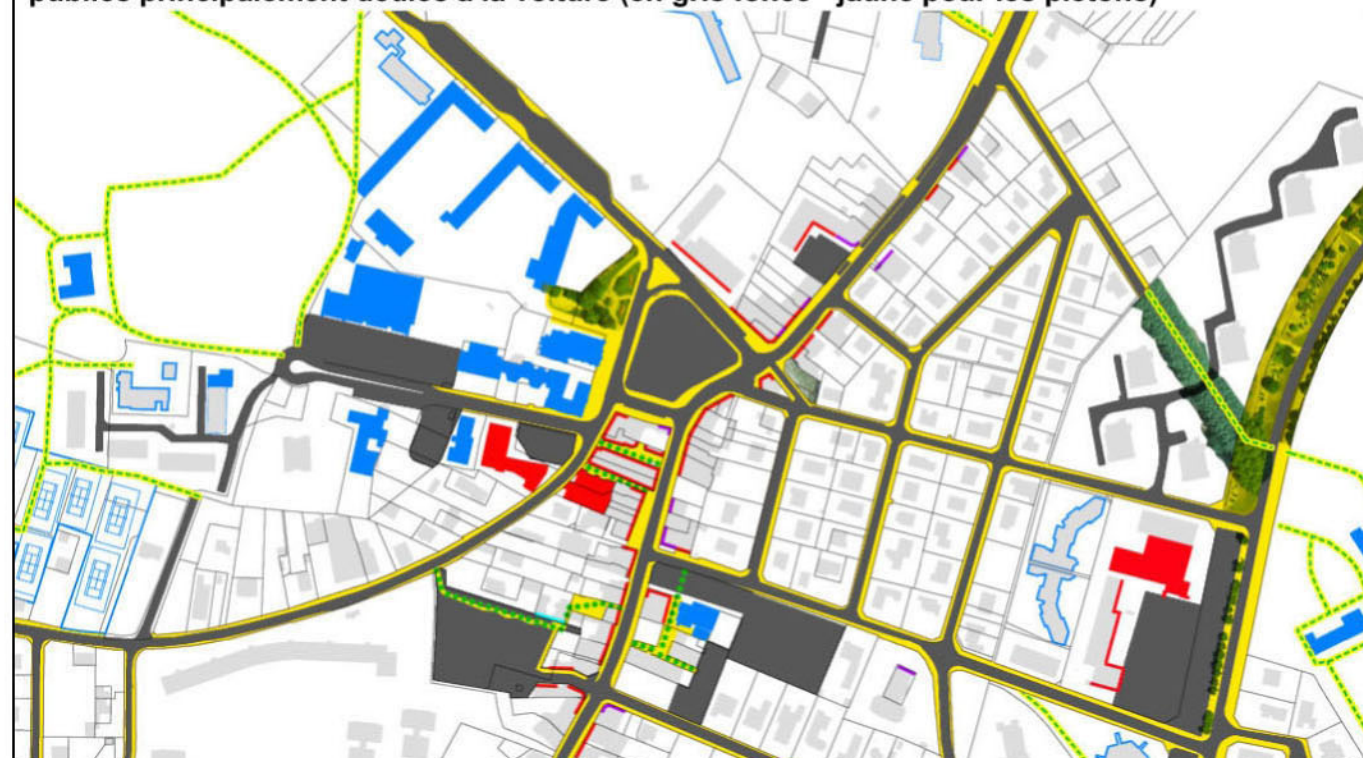 publics principalement dédiés à la voiture (en gris foncé - jaune pour les piétons)